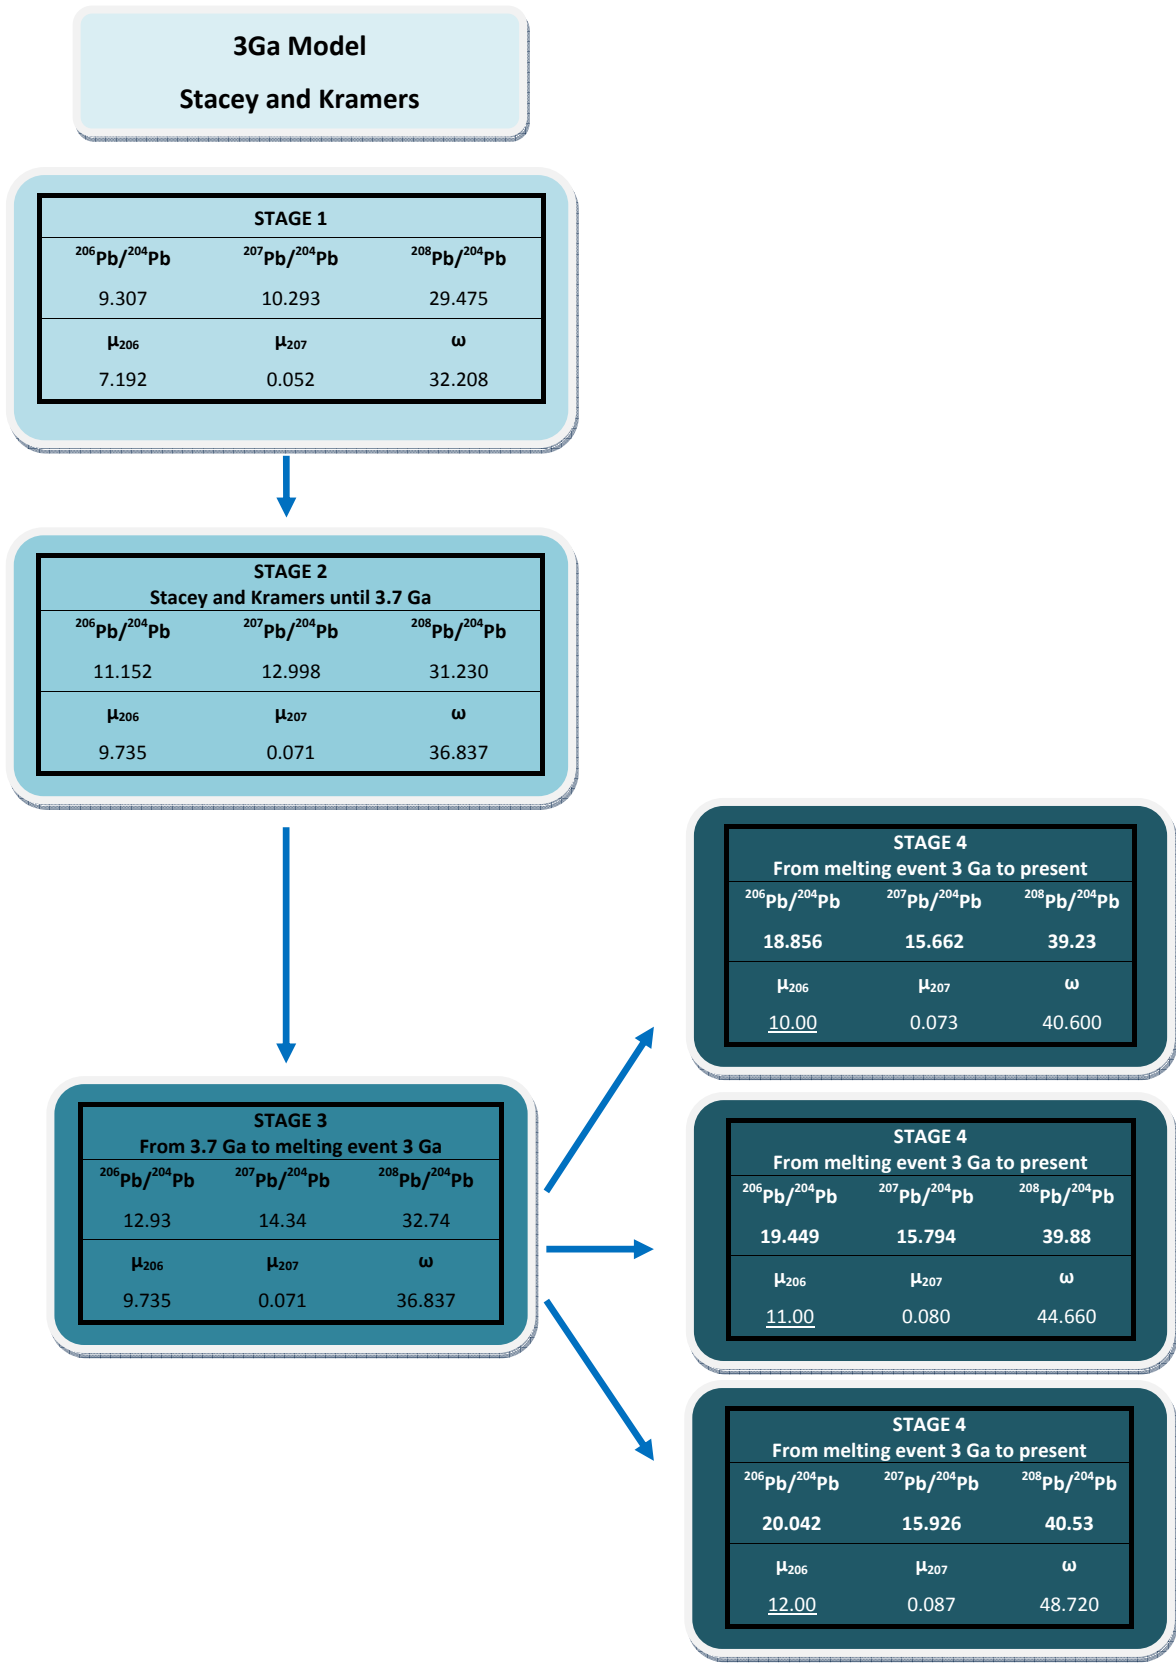 3Ga Model
Stacey and Kramers
STAGE 1
²⁰⁶Pb/²⁰⁴Pb ²⁰⁷Pb/²⁰⁴Pb ²⁰⁸Pb/²⁰⁴Pb
9.307 10.293 29.475
μ₂₀₆ μ₂₀₇ ω
7.192 0.052 32.208
STAGE 2
Stacey and Kramers until 3.7 Ga
²⁰⁶Pb/²⁰⁴Pb ²⁰⁷Pb/²⁰⁴Pb ²⁰⁸Pb/²⁰⁴Pb
11.152 12.998 31.230
μ₂₀₆ μ₂₀₇ ω
9.735 0.071 36.837
STAGE 3
From 3.7 Ga to melting event 3 Ga
²⁰⁶Pb/²⁰⁴Pb ²⁰⁷Pb/²⁰⁴Pb ²⁰⁸Pb/²⁰⁴Pb
12.93 14.34 32.74
μ₂₀₆ μ₂₀₇ ω
9.735 0.071 36.837
STAGE 4
From melting event 3 Ga to present
²⁰⁶Pb/²⁰⁴Pb ²⁰⁷Pb/²⁰⁴Pb ²⁰⁸Pb/²⁰⁴Pb
18.856 15.662 39.23
μ₂₀₆ μ₂₀₇ ω
10.00 0.073 40.600
STAGE 4
From melting event 3 Ga to present
²⁰⁶Pb/²⁰⁴Pb ²⁰⁷Pb/²⁰⁴Pb ²⁰⁸Pb/²⁰⁴Pb
19.449 15.794 39.88
μ₂₀₆ μ₂₀₇ ω
11.00 0.080 44.660
STAGE 4
From melting event 3 Ga to present
²⁰⁶Pb/²⁰⁴Pb ²⁰⁷Pb/²⁰⁴Pb ²⁰⁸Pb/²⁰⁴Pb
20.042 15.926 40.53
μ₂₀₆ μ₂₀₇ ω
12.00 0.087 48.720